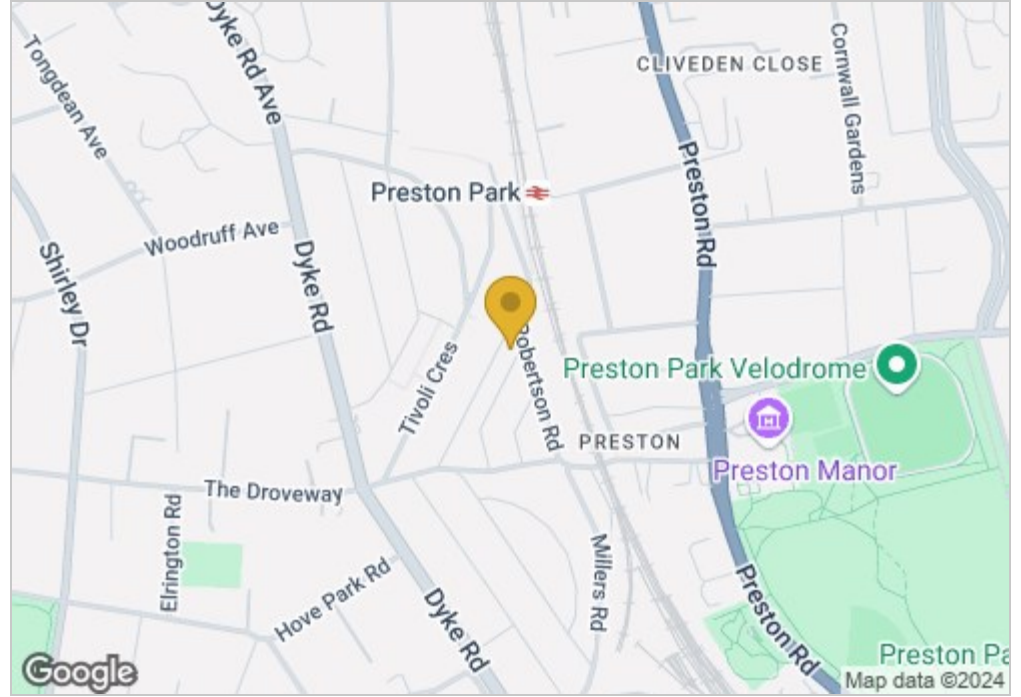 Tongdean Ave
Dyke Rd Ave
CLIVEDEN CLOSE
Cornwall Gardens
Preston Park
Preston Rd
Woodruff Ave
Shirley Dr
Dyke Rd
Robertson Rd
Tivoli Cres
Preston Park Velodrome
PRESTON
Preston Manor
The Droveway
Elrington Rd
Hove Park Rd
Millers Rd
Dyke Rd
Preston Rd
Preston Pa
Google
Map data ©2024